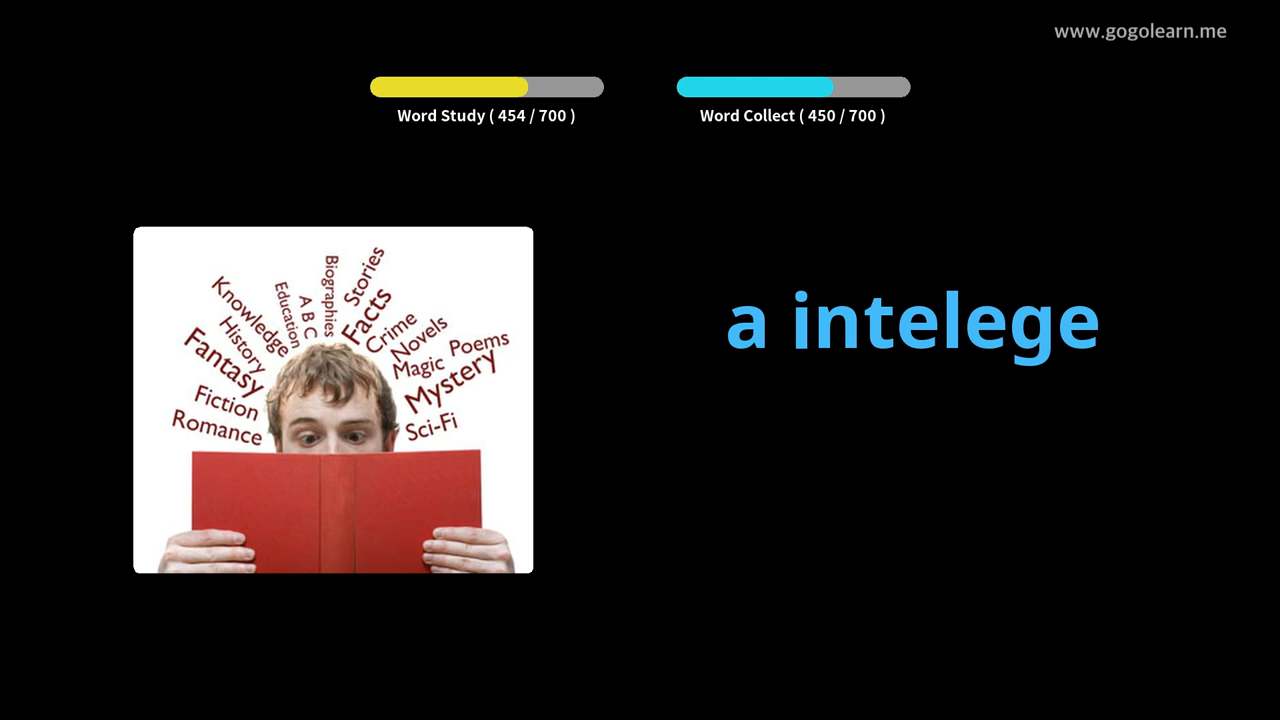 www.gogolearn.me
Word Study ( 454 / 700 )
Word Collect ( 450 / 700 )
a intelege
Biographies
Stories
Education
A B C
Facts
Knowledge
Crime
History
Novels
Fantasy
Magic
Poems
Mystery
Fiction
Romance
Sci-Fi